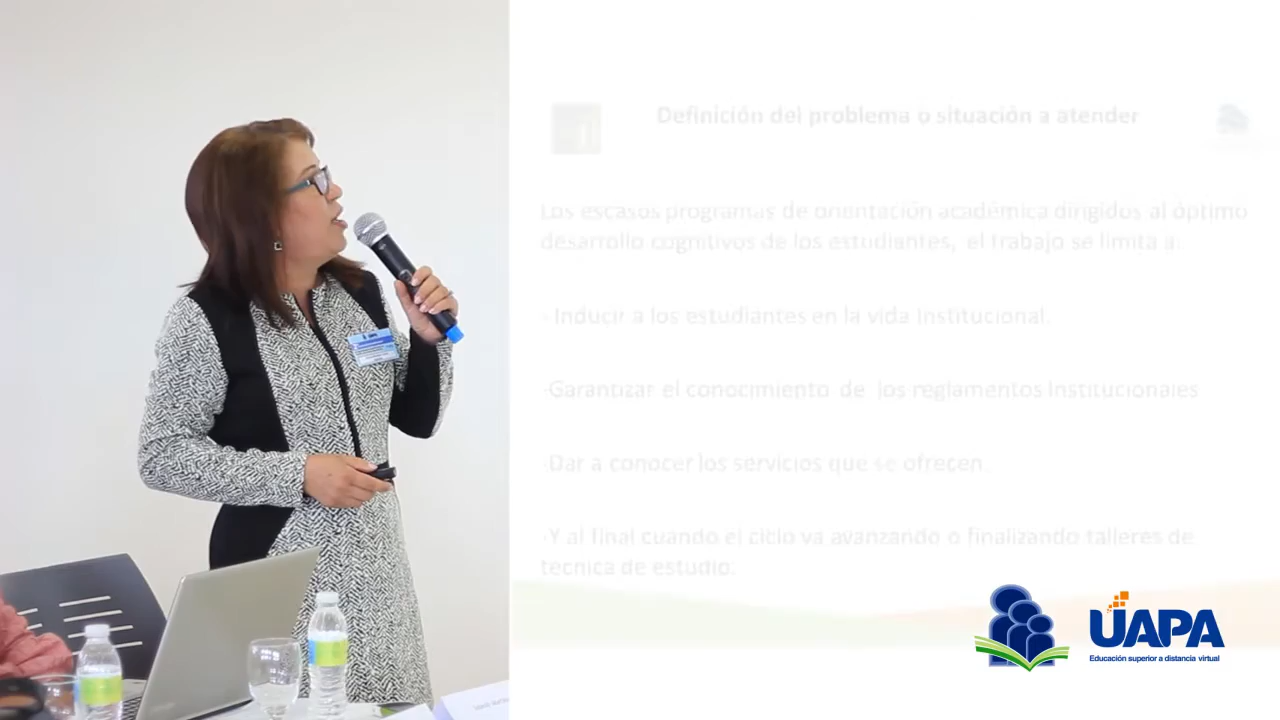 Definición del problema o situación a atender
Los escasos programas de orientación académica dirigidos al óptimo
desarrollo cognitivos de los estudiantes, el trabajo se limita a:
- Inducir a los estudiantes en la vida Institucional.
-Garantizar el conocimiento de los reglamentos Institucionales
-Dar a conocer los servicios que se ofrecen
-Y al final cuando el ciclo va avanzando o finalizando talleres de
tecnica de estudio.
UAPA
Educación superior a distancia virtual